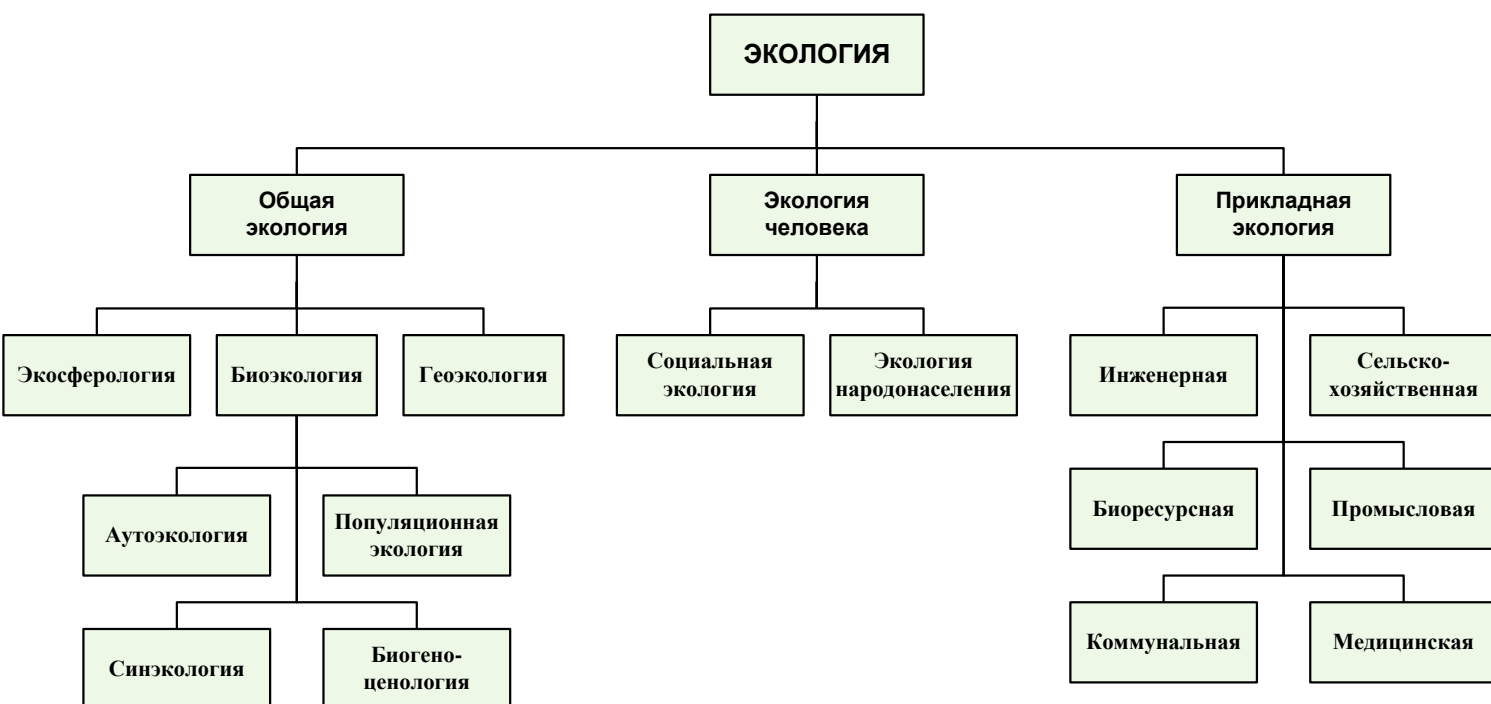 ЭКОЛОГИЯ
Общая
экология
Экология
человека
Прикладная
экология
Экосферология
Биоэкология
Геоэкология
Социальная
экология
Экология
народонаселения
Инженерная
Сельско-
хозяйственная
Аутоэкология
Популяционная
экология
Биоресурсная
Промысловая
Синэкология
Биогено-
ценология
Коммунальная
Медицинская